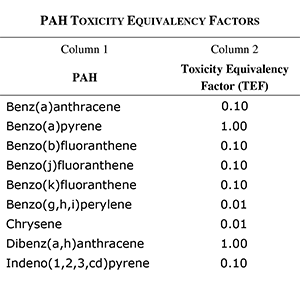 PAH TOXICITY EQUIVALENCY FACTORS
Column 1 Column 2
PAH Toxicity Equivalency
Factor (TEF)
Benz(a)anthracene 0.10
Benzo(a)pyrene 1.00
Benzo(b)fluoranthene 0.10
Benzo(j)fluoranthene 0.10
Benzo(k)fluoranthene 0.10
Benzo(g,h,i)perylene 0.01
Chrysene 0.01
Dibenz(a,h)anthracene 1.00
Indeno(1,2,3,cd)pyrene 0.10